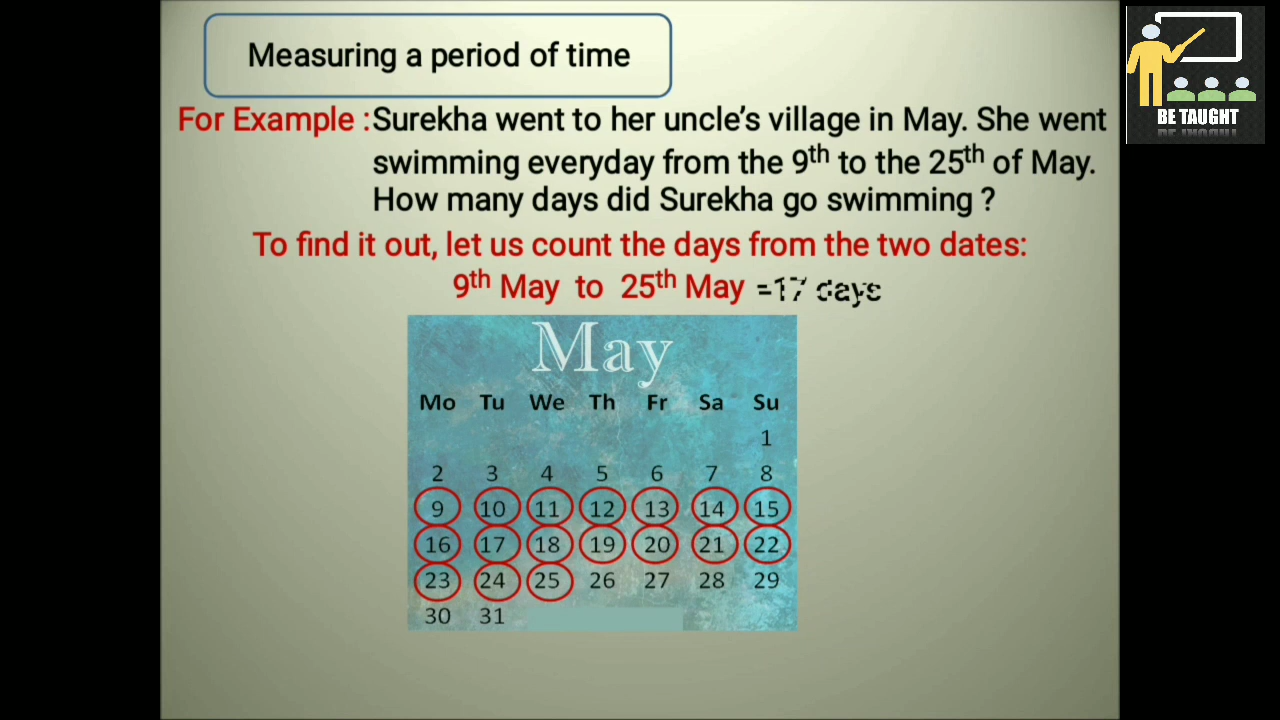 Measuring a period of time
For Example : Surekha went to her uncle's village in May. She went
swimming everyday from the 9th to the 25th of May.
How many days did Surekha go swimming ?
To find it out, let us count the days from the two dates:
9th May to 25th May =17 days
May
Mo Tu We Th Fr Sa Su
1
2 3 4 5 6 7 8
9 10 11 12 13 14 15
16 17 18 19 20 21 22
23 24 25 26 27 28 29
30 31
BE TAUGHT